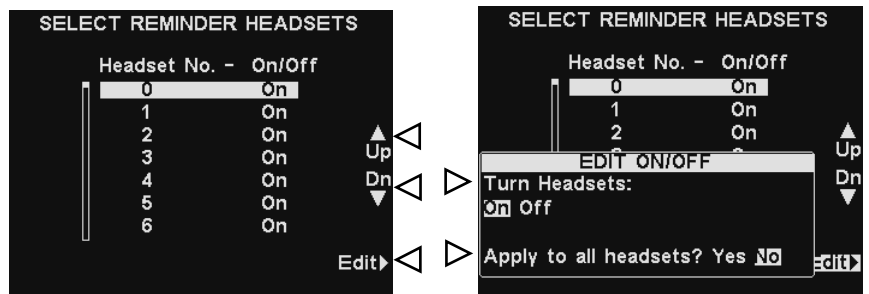 SELECT REMINDER HEADSETS
Headset No. - On/Off
0 On
1 On
2 On
3 On
4 On
5 On
6 On
Up
Dn
Edit
SELECT REMINDER HEADSETS
Headset No. - On/Off
0 On
1 On
2 On
Up
Dn
EDIT ON/OFF
Turn Headsets:
On Off
Apply to all headsets? Yes No
Edit